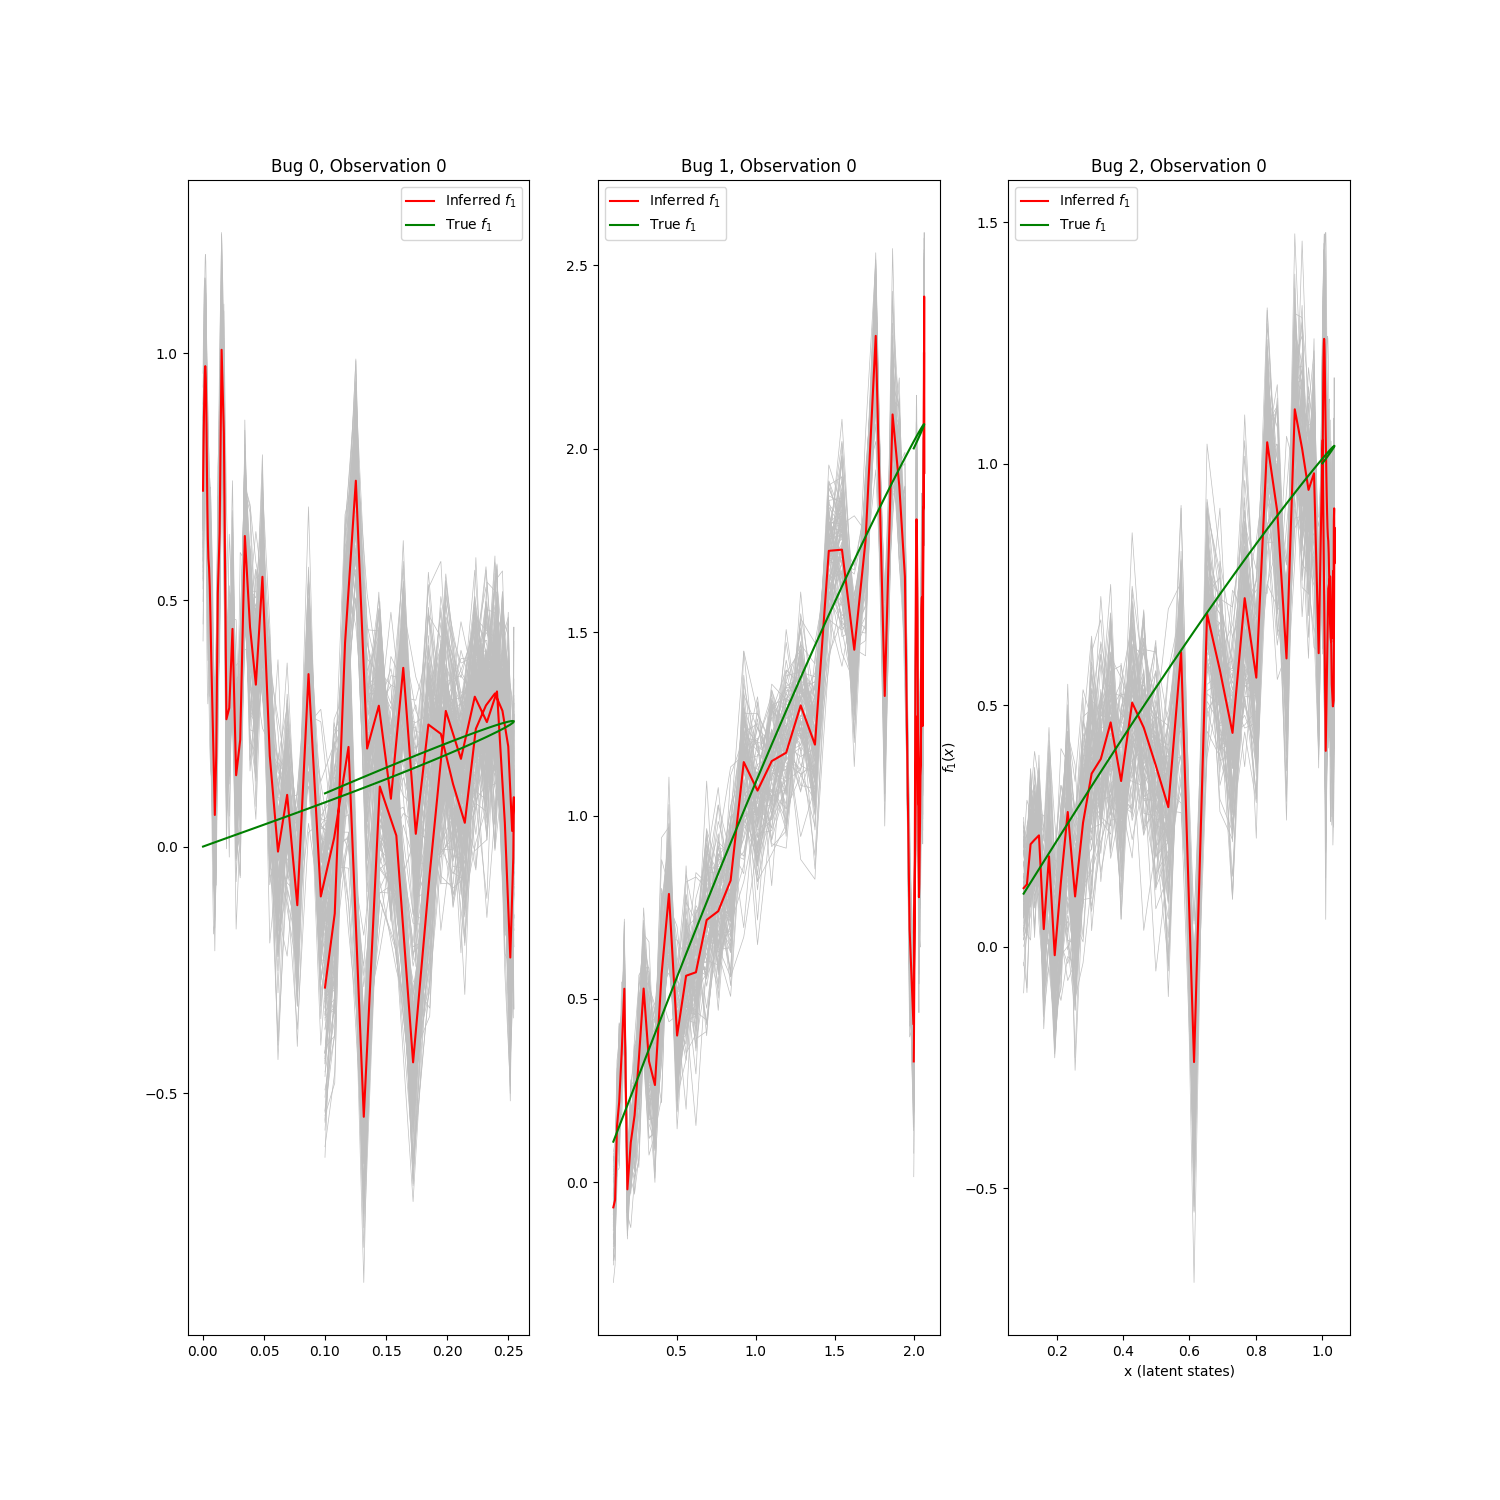 Bug 0, Observation 0
Inferred f₁
True f₁
1.0
0.5
0.0
−0.5
0.00 0.05 0.10 0.15 0.20 0.25
Bug 1, Observation 0
Inferred f₁
True f₁
2.5
2.0
1.5
1.0
0.5
0.0
0.5 1.0 1.5 2.0
Bug 2, Observation 0
Inferred f₁
True f₁
f₁(x)
1.5
1.0
0.5
0.0
−0.5
0.2 0.4 0.6 0.8 1.0
x (latent states)